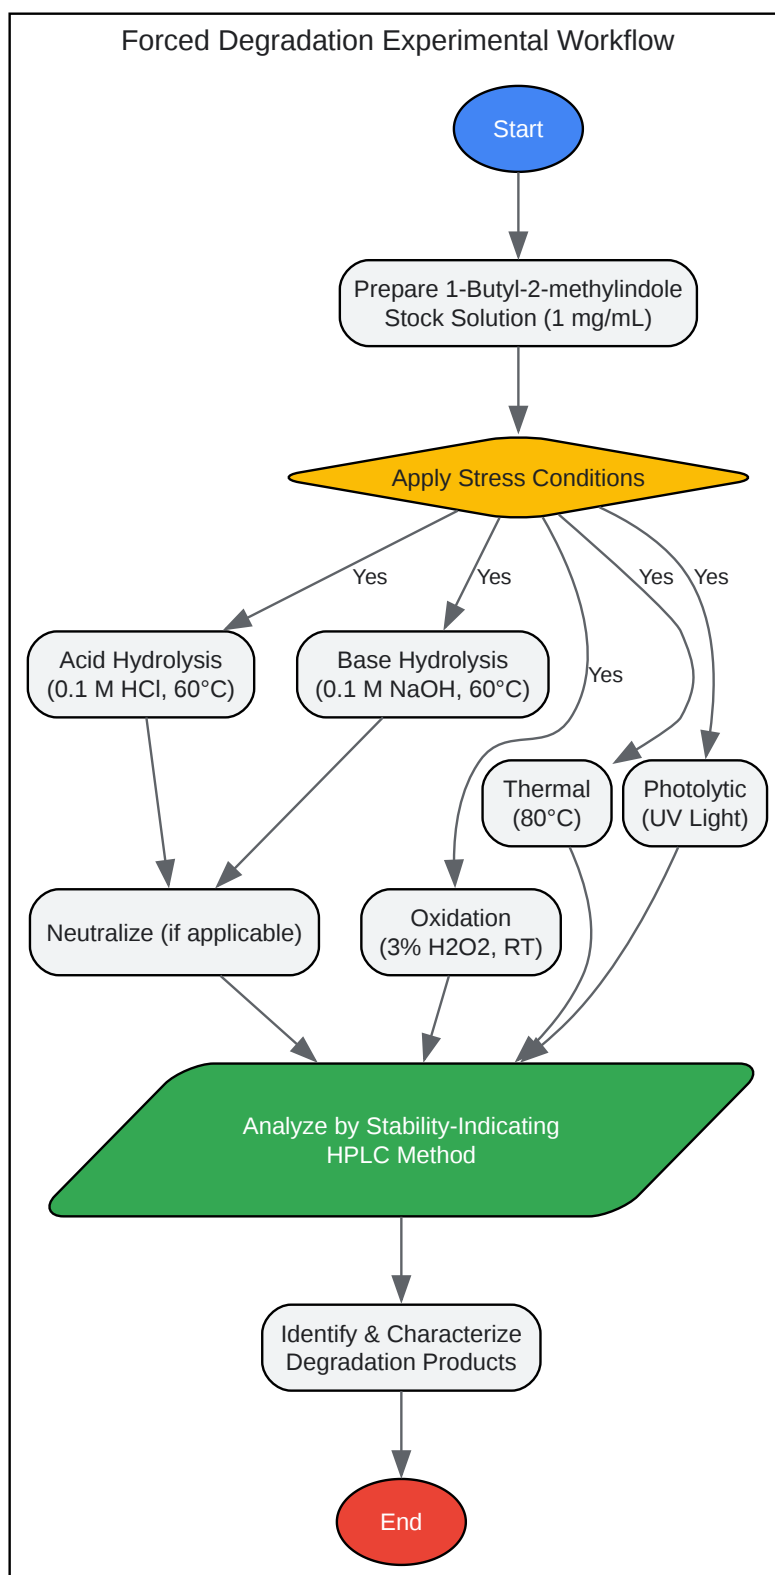 Forced Degradation Experimental Workflow
Start
Prepare 1-Butyl-2-methylindole
Stock Solution (1 mg/mL)
Apply Stress Conditions
Yes
Yes
Yes
Yes
Yes
Acid Hydrolysis
(0.1 M HCl, 60°C)
Base Hydrolysis
(0.1 M NaOH, 60°C)
Thermal
(80°C)
Photolytic
(UV Light)
Neutralize (if applicable)
Oxidation
(3% H2O2, RT)
Analyze by Stability-Indicating
HPLC Method
Identify & Characterize
Degradation Products
End